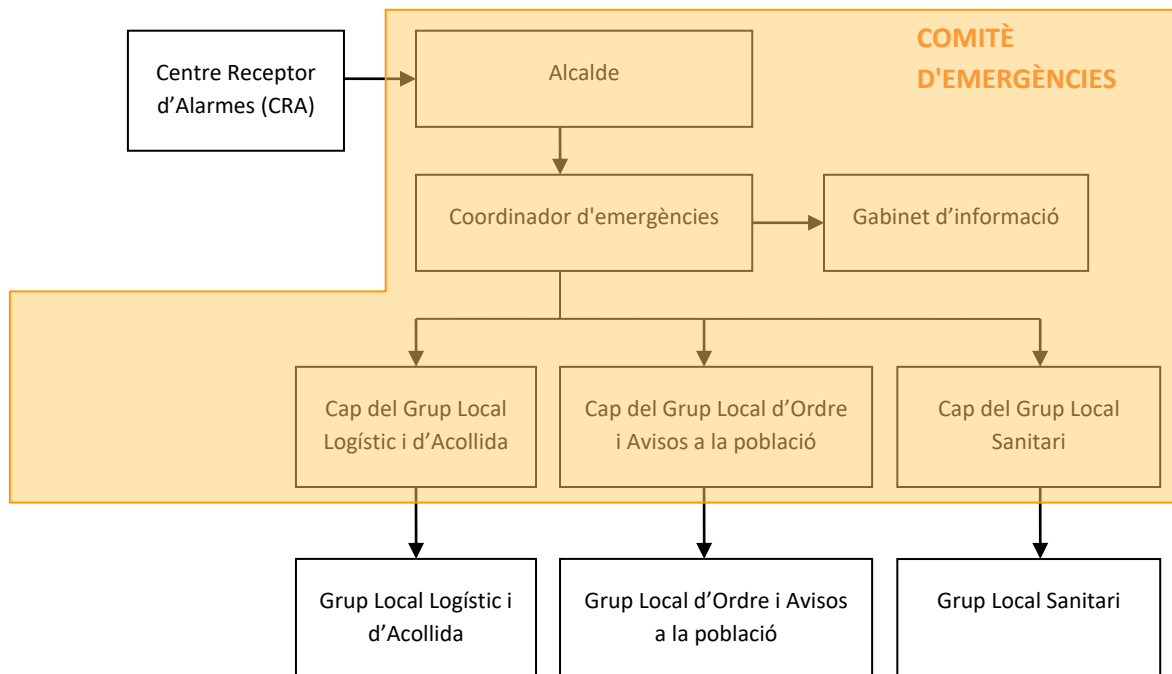 COMITÈ
D'EMERGÈNCIES
Centre Receptor
d’Alarmes (CRA)
Alcalde
Coordinador d'emergències
Gabinet d’informació
Cap del Grup Local
Logístic i d’Acollida
Cap del Grup Local d’Ordre
i Avisos a la població
Cap del Grup Local
Sanitari
Grup Local Logístic i
d’Acollida
Grup Local d’Ordre i Avisos
a la població
Grup Local Sanitari